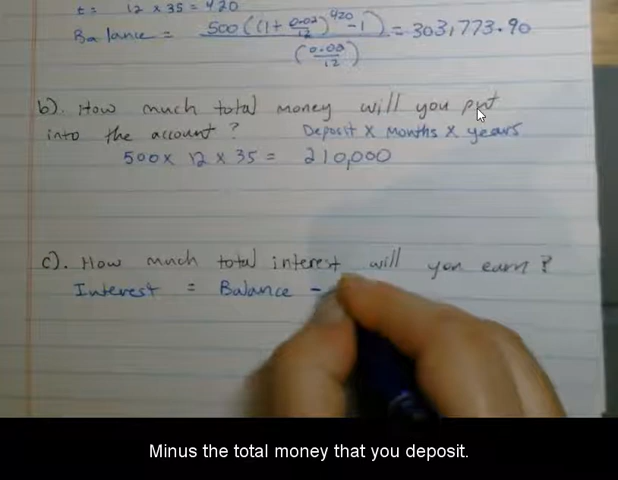 t = 12 x 35 = 420
Balance = 500((1 + 0.02/12)^420 - 1) / (0.02/12) = 303,773.90
b). How much total money will you put
into the account? Deposit x Months x years
500 x 12 x 35 = 210,000
c). How much total interest will you earn?
Interest = Balance -
Minus the total money that you deposit.